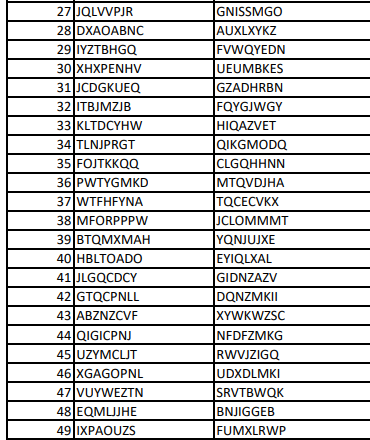 27 JQLVVPJR GNISSMGO
28 DXAOABNC AUXLXYKZ
29 IYZTBHGQ FVWQYEDN
30 XHXPENHV UEUMBKES
31 JCDGKUEQ GZADHRBN
32 ITBJMZJB FQYGJWGY
33 KLTDCYHW HIQAZVET
34 TLNJPRGT QIKGMODQ
35 FOJTKKQQ CLGQHHNN
36 PWTYGMKD MTQVDJHA
37 WTFHFYNA TQCECVKX
38 MFORPPPW JCLOMMMT
39 BTQMXMAH YQNJUJXE
40 HBLTOADO EYIQLXAL
41 JLGQCDCY GIDNZAZV
42 GTQCPNLL DQNZMKII
43 ABZNZCVF XYWKWZSC
44 QIGICPNJ NFDFZMKG
45 UZYMCLJT RWVJZIGQ
46 XGAGOPNL UDXDLMKI
47 VUYWEZTN SRVTBWQK
48 EQMLJJHE BNJIGGEB
49 IXPAOUZS FUMXLRWP